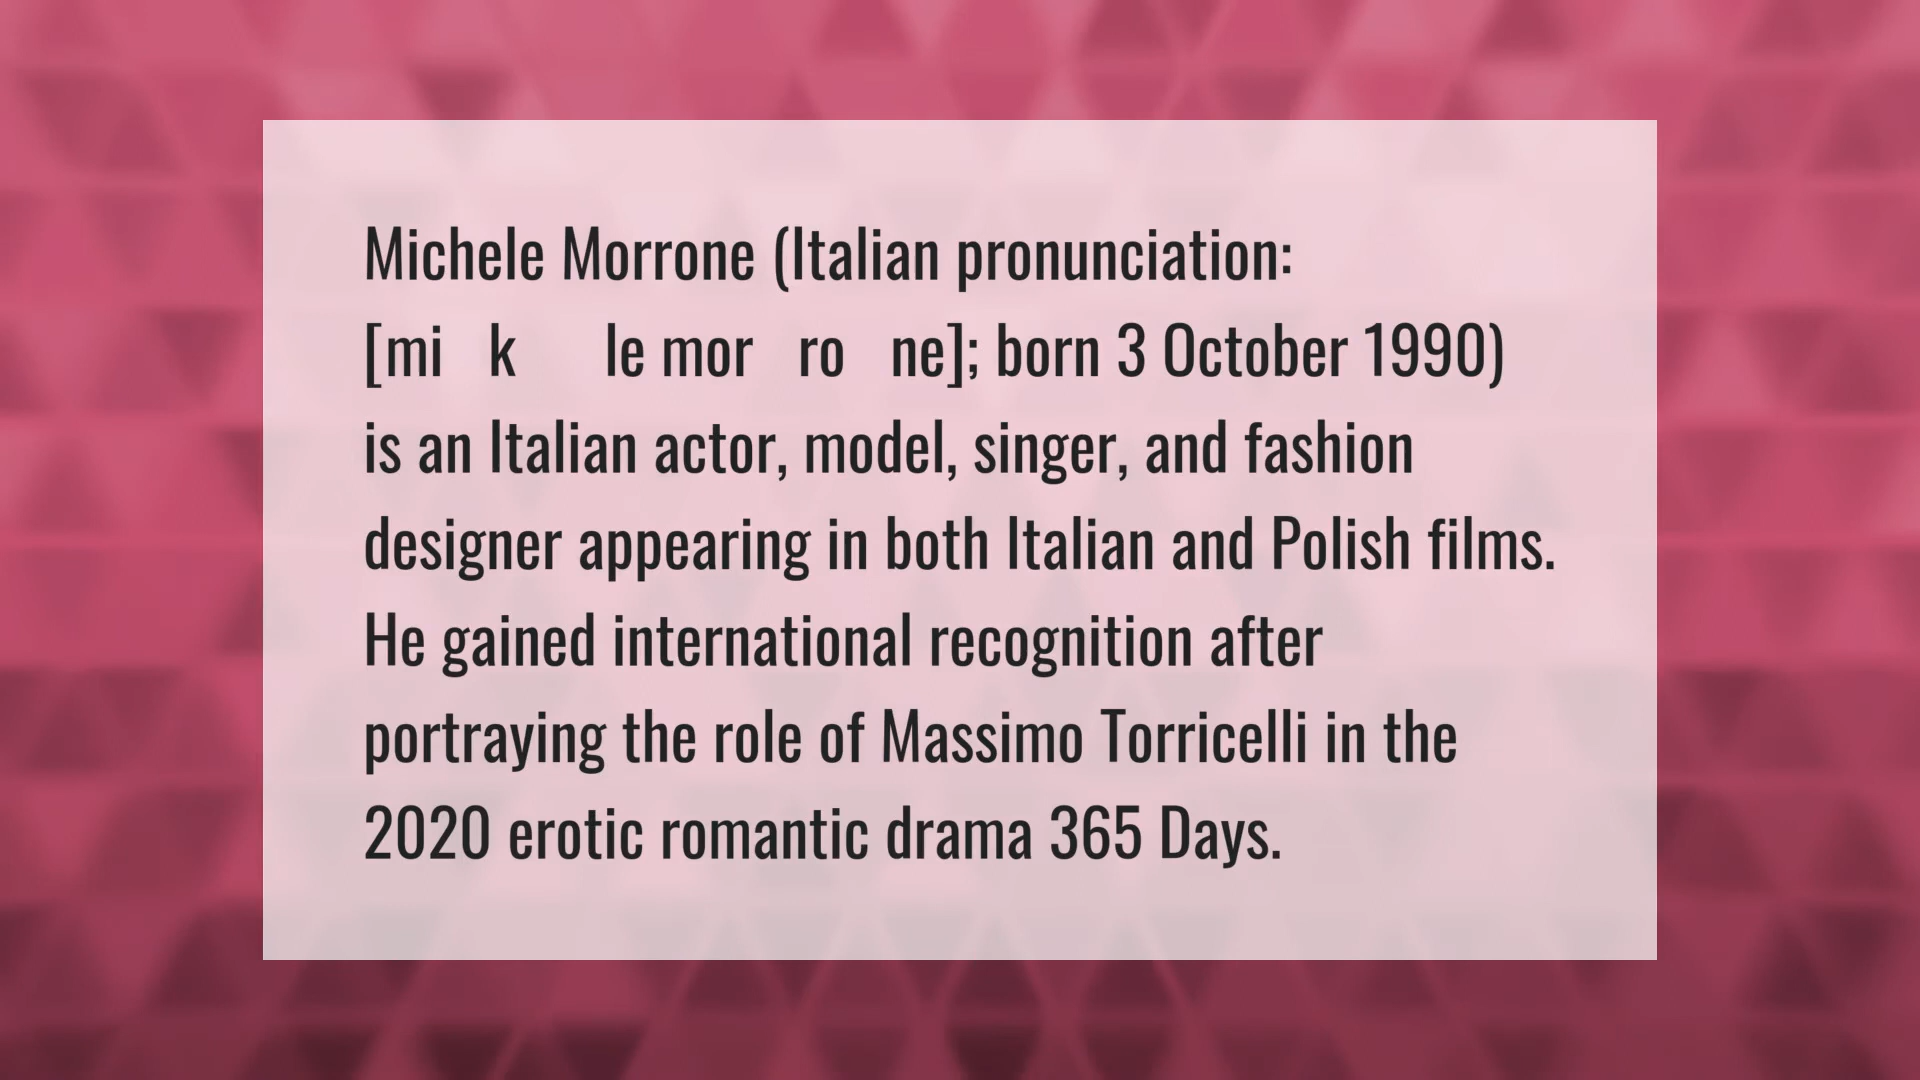 Michele Morrone (Italian pronunciation:
[mi k le mor ro ne]; born 3 October 1990)
is an Italian actor, model, singer, and fashion
designer appearing in both Italian and Polish films.
He gained international recognition after
portraying the role of Massimo Torricelli in the
2020 erotic romantic drama 365 Days.